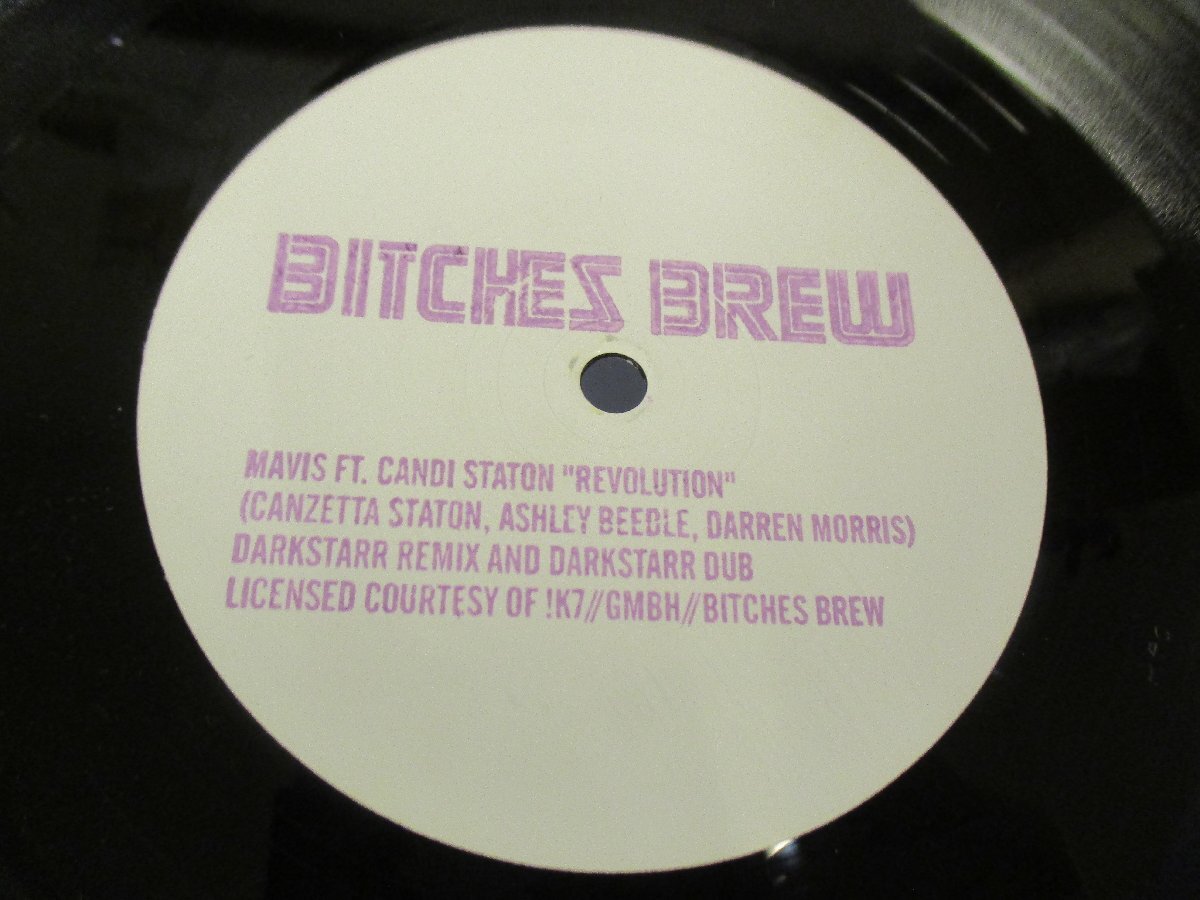 BITCHES BREW
MAVIS FT. CANDI STATON "REVOLUTION"
(CANZETTA STATON, ASHLEY BEEDLE, DARREN MORRIS)
DARKSTARR REMIX AND DARKSTARR DUB
LICENSED COURTESY OF !K7//GMBH//BITCHES BREW